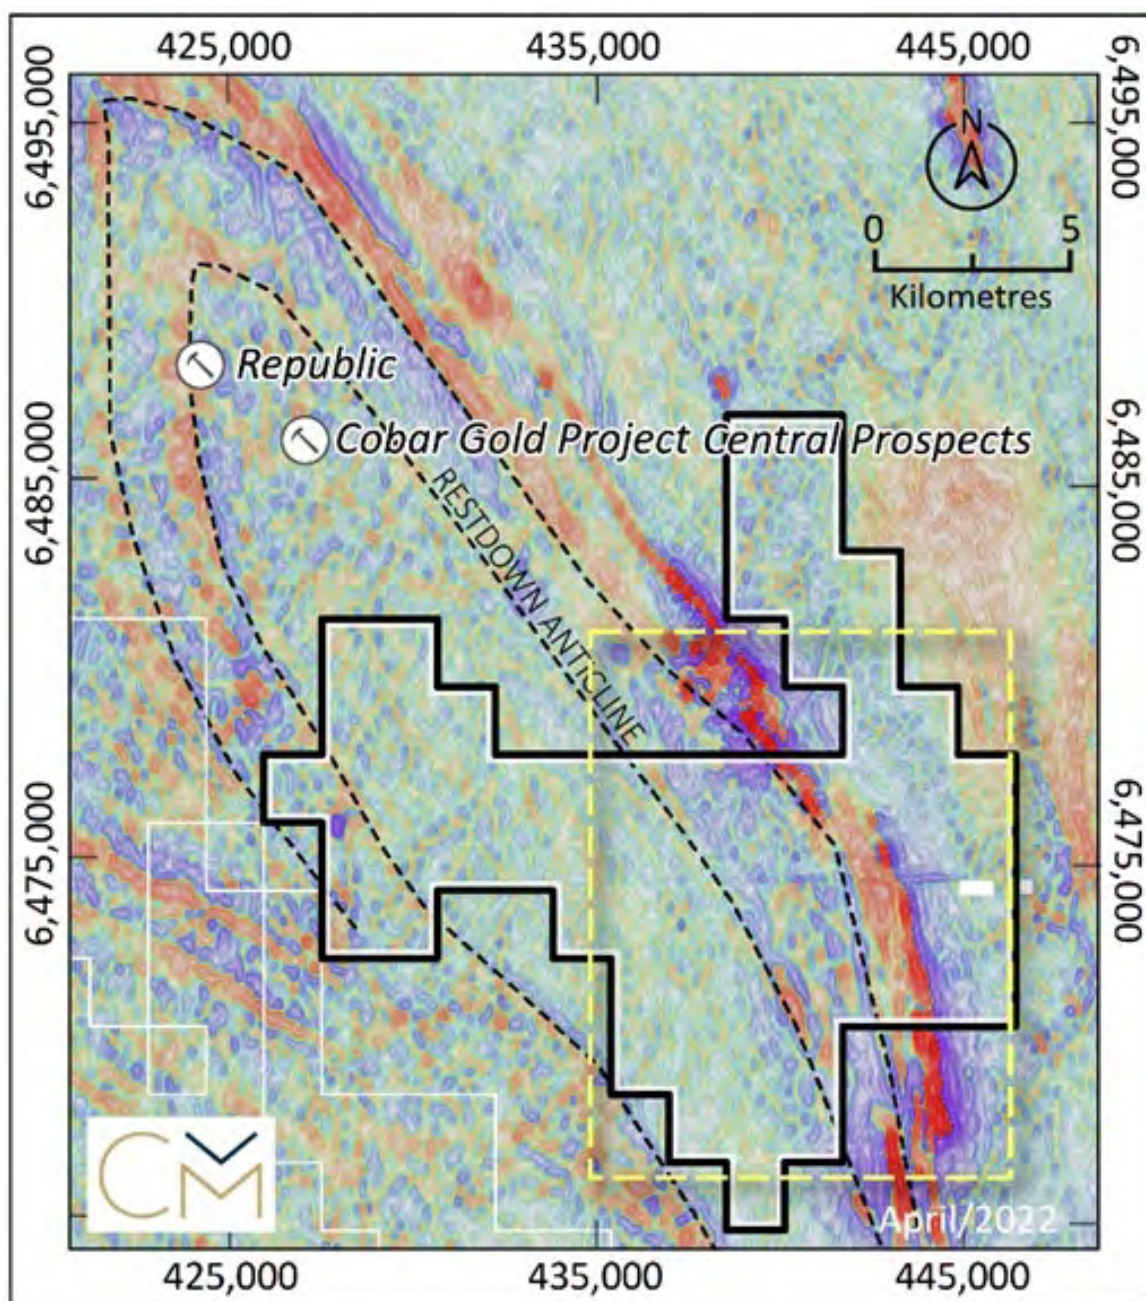 425,000
435,000
445,000
6,495,000
6,495,000
N
0
5
Kilometres
Republic
Cobar Gold Project Central Prospects
6,485,000
6,485,000
RESTDOWN ANTICLINE
6,475,000
6,475,000
CM
April/2022
425,000
435,000
445,000